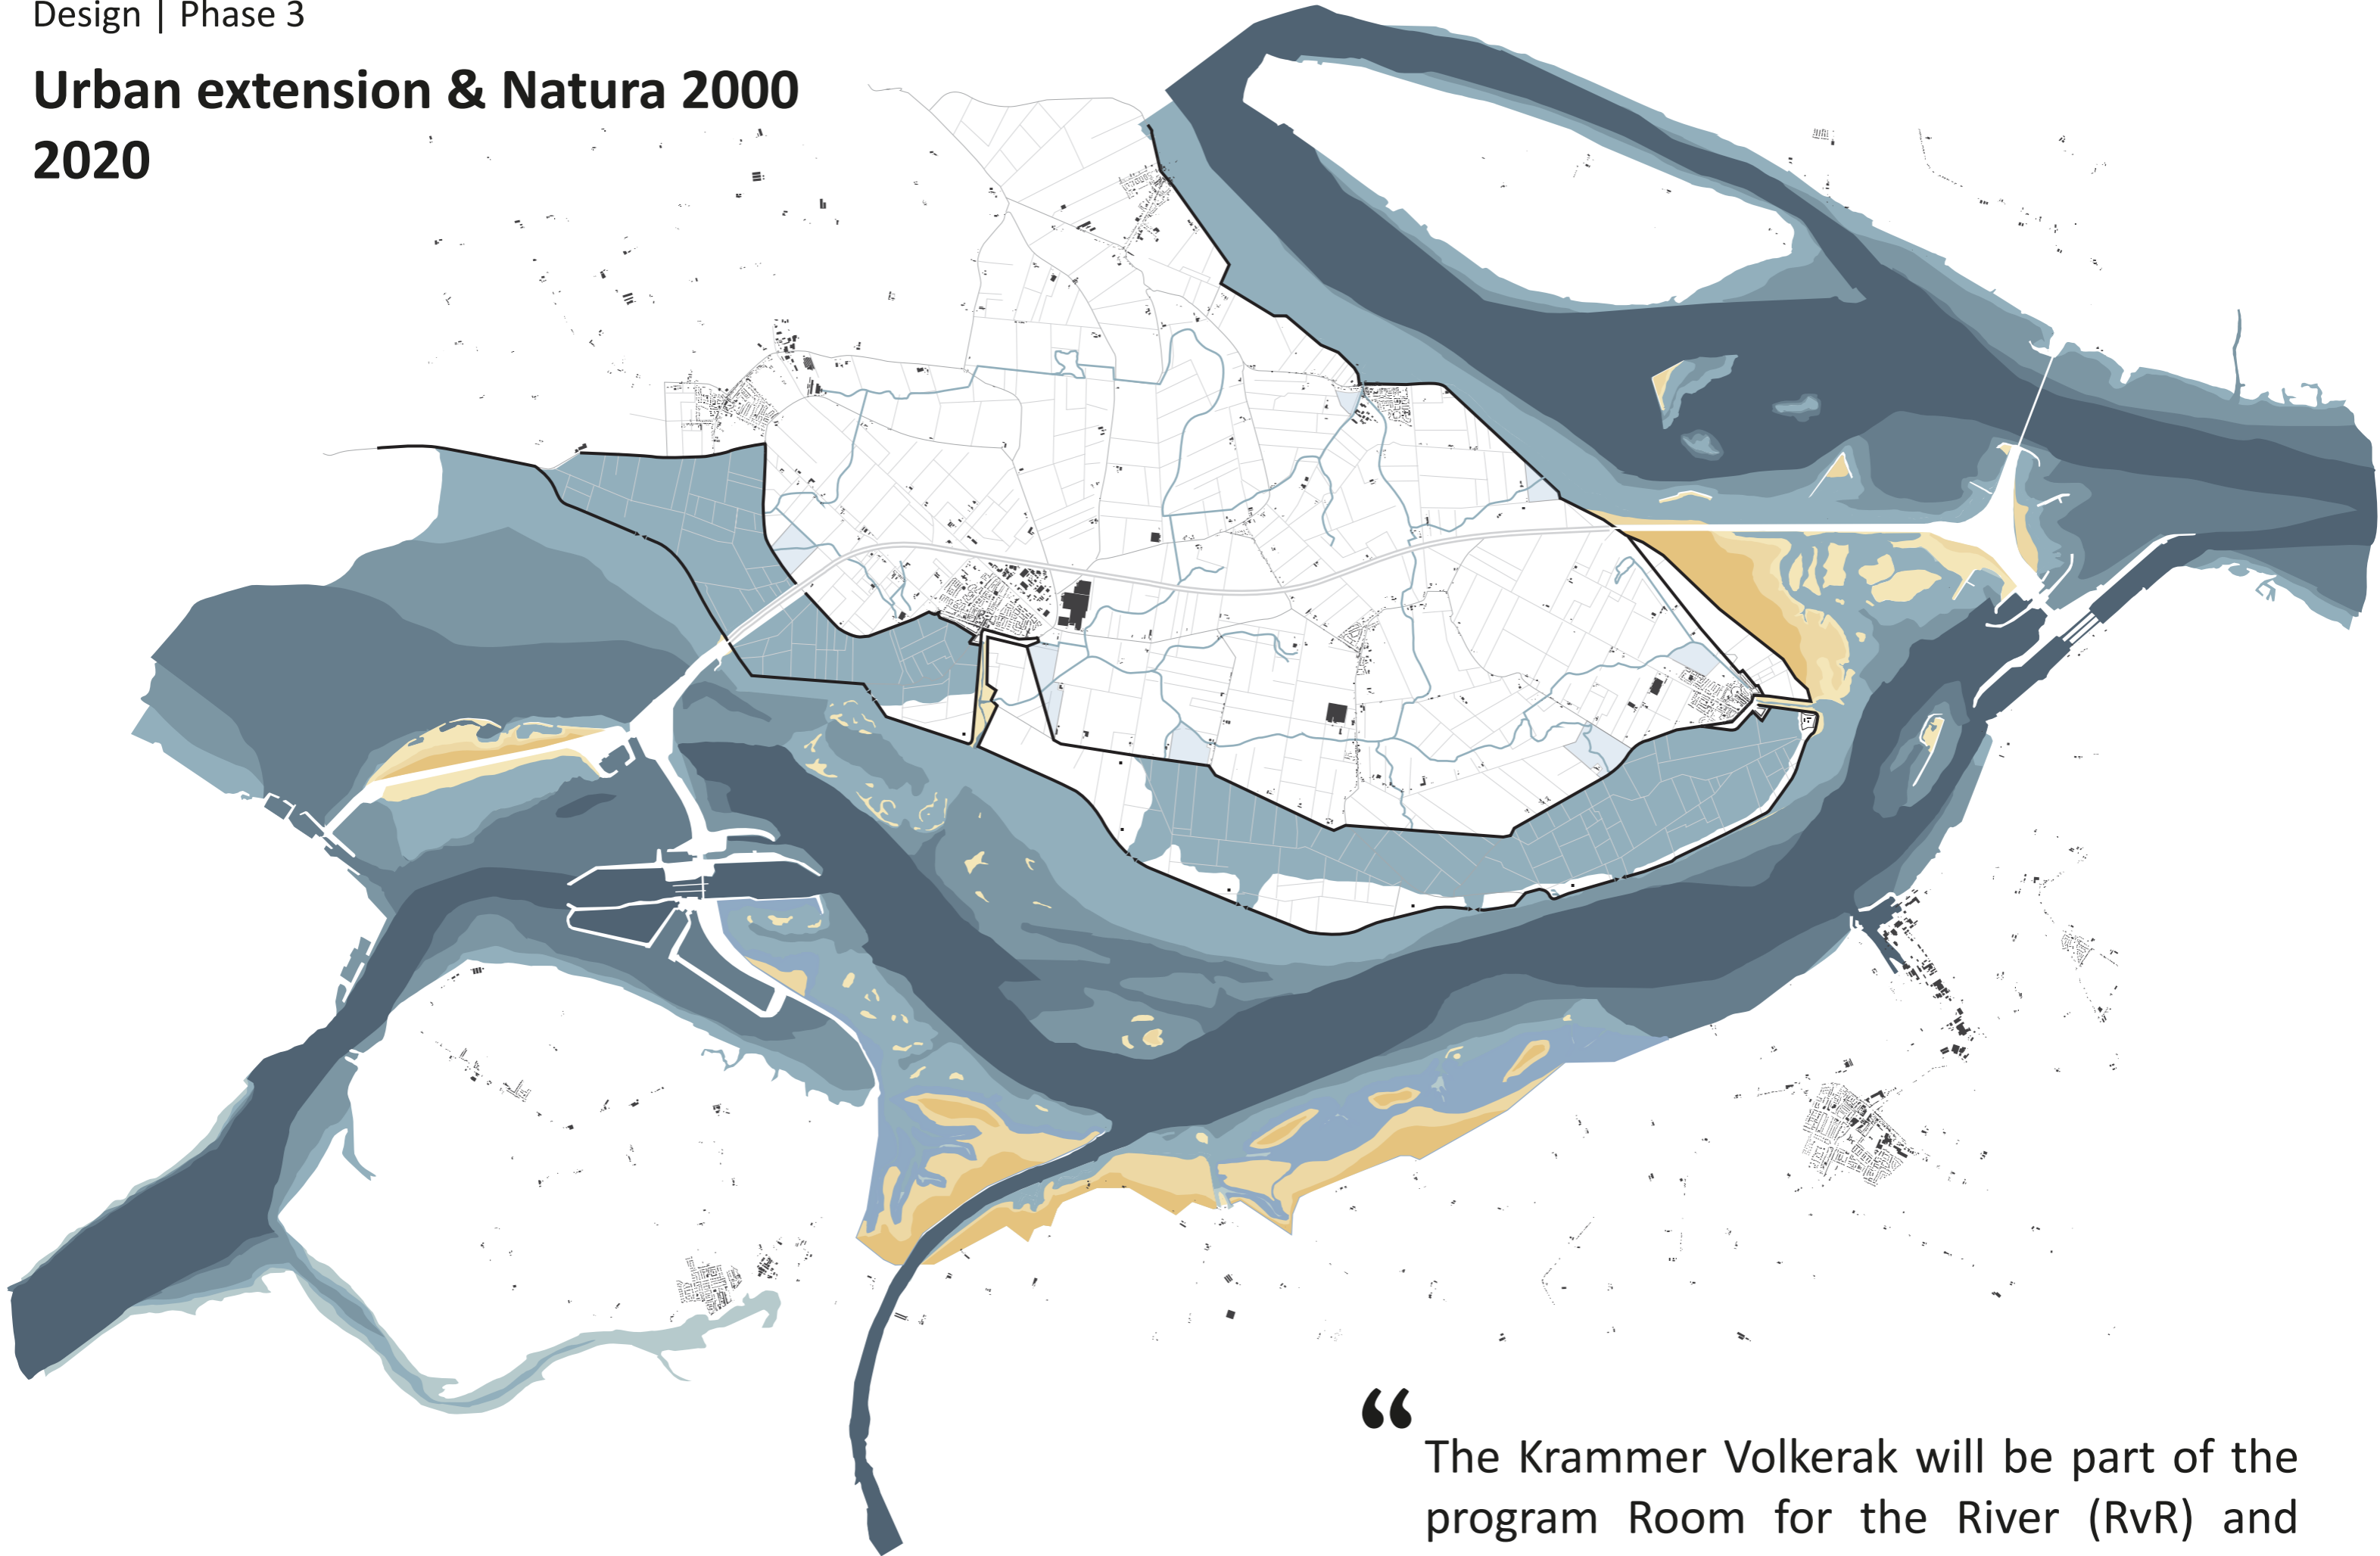 Design | Phase 3
Urban extension & Natura 2000
2020
“
The Krammer Volkerak will be part of the
program Room for the River (RvR) and